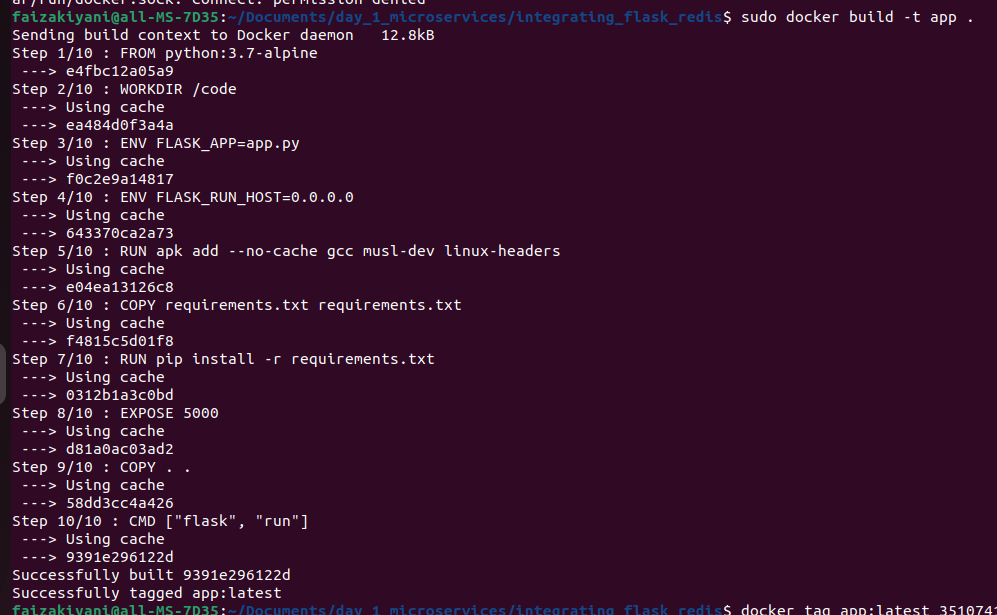 ar/run/docker.sock: connect: permission denied
faizakiyani@all-MS-7D35:~/Documents/day_1_microservices/integrating_flask_redis$ sudo docker build -t app .
Sending build context to Docker daemon   12.8kB
Step 1/10 : FROM python:3.7-alpine
 ---> e4fbc12a05a9
Step 2/10 : WORKDIR /code
 ---> Using cache
 ---> ea484d0f3a4a
Step 3/10 : ENV FLASK_APP=app.py
 ---> Using cache
 ---> f0c2e9a14817
Step 4/10 : ENV FLASK_RUN_HOST=0.0.0.0
 ---> Using cache
 ---> 643370ca2a73
Step 5/10 : RUN apk add --no-cache gcc musl-dev linux-headers
 ---> Using cache
 ---> e04ea13126c8
Step 6/10 : COPY requirements.txt requirements.txt
 ---> Using cache
 ---> f4815c5d01f8
Step 7/10 : RUN pip install -r requirements.txt
 ---> Using cache
 ---> 0312b1a3c0bd
Step 8/10 : EXPOSE 5000
 ---> Using cache
 ---> d81a0ac03ad2
Step 9/10 : COPY . .
 ---> Using cache
 ---> 58dd3cc4a426
Step 10/10 : CMD ["flask", "run"]
 ---> Using cache
 ---> 9391e296122d
Successfully built 9391e296122d
Successfully tagged app:latest
faizakiyani@all-MS-7D35:~/Documents/day_1_microservices/integrating_flask_redis$ docker tag app:latest 351074